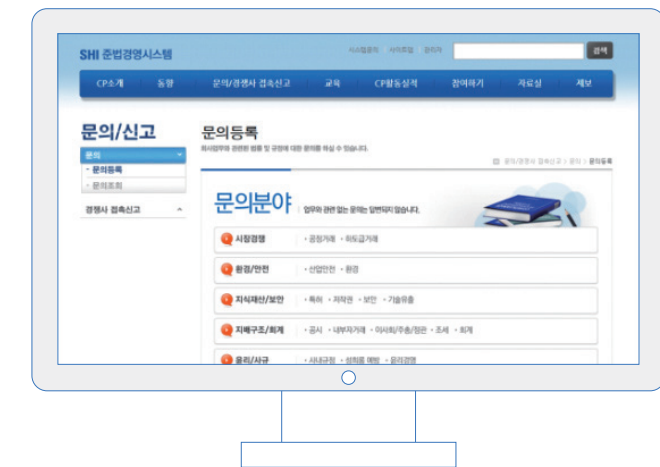 SHI 준법경영시스템
시스템문의 사이트맵 관리자
검색
CP소개 동향 문의/경쟁사 접촉신고 교육 CP활동실적 참여하기 자료실 제보
문의/신고
문의
· 문의등록
· 문의조회
경쟁사 접촉신고
문의등록
회사업무와 관련한 법률 및 규정에 대한 문의를 하실 수 있습니다.
문의/경쟁사 접촉신고 > 문의 > 문의등록
문의분야 업무와 관련 없는 문의는 답변되지 않습니다.
시장경쟁 · 공정거래 · 하도급거래
환경/안전 · 산업안전 · 환경
지식재산/보안 · 특허 · 저작권 · 보안 · 기술유출
지배구조/회계 · 공시 · 내부자거래 · 이사회/주총/정관 · 조세 · 회계
윤리/사규 · 사내규정 · 성희롱 예방 · 윤리경영